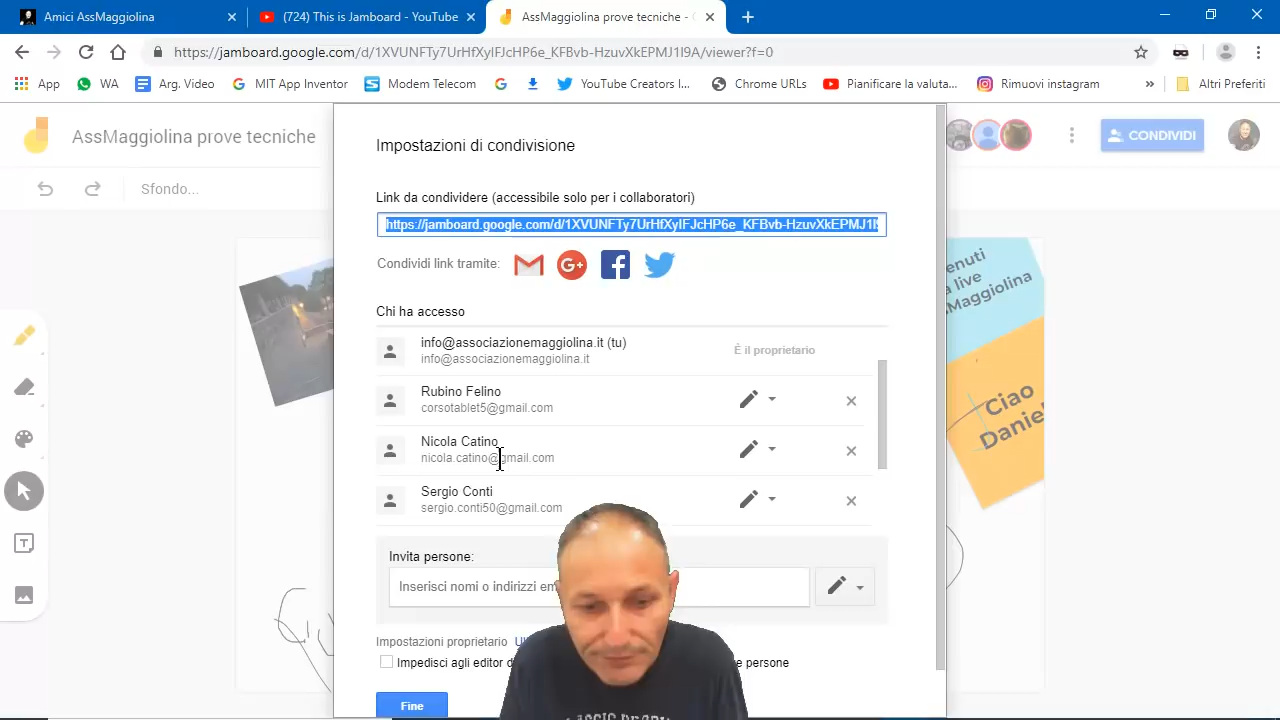 Amici AssMaggiolina
(724) This is Jamboard - YouTube
AssMaggiolina prove tecniche - G
https://jamboard.google.com/d/1XVUNFTy7UrHfXyIFJcHP6e_KFBvb-HzuvXkEPMJ1I9A/viewer?f=0
App
WA
Arg. Video
MIT App Inventor
Modem Telecom
YouTube Creators I...
Chrome URLs
Pianificare la valuta...
Rimuovi instagram
»
Altri Preferiti
AssMaggiolina prove tecniche
CONDIVIDI
Sfondo...
Impostazioni di condivisione
Link da condividere (accessibile solo per i collaboratori)
https://jamboard.google.com/d/1XVUNFTy7UrHfXyIFJcHP6e_KFBvb-HzuvXkEPMJ1I9
Condividi link tramite:
Chi ha accesso
info@associazionemaggiolina.it (tu)
info@associazionemaggiolina.it
È il proprietario
Rubino Felino
corsotablet5@gmail.com
Nicola Catino
nicola.catino@gmail.com
Sergio Conti
sergio.conti50@gmail.com
Invita persone:
Inserisci nomi o indirizzi em
Impostazioni proprietario
Impedisci agli editor d
e persone
Fine
enuti
a live
Maggiolina
Ciao
Daniel